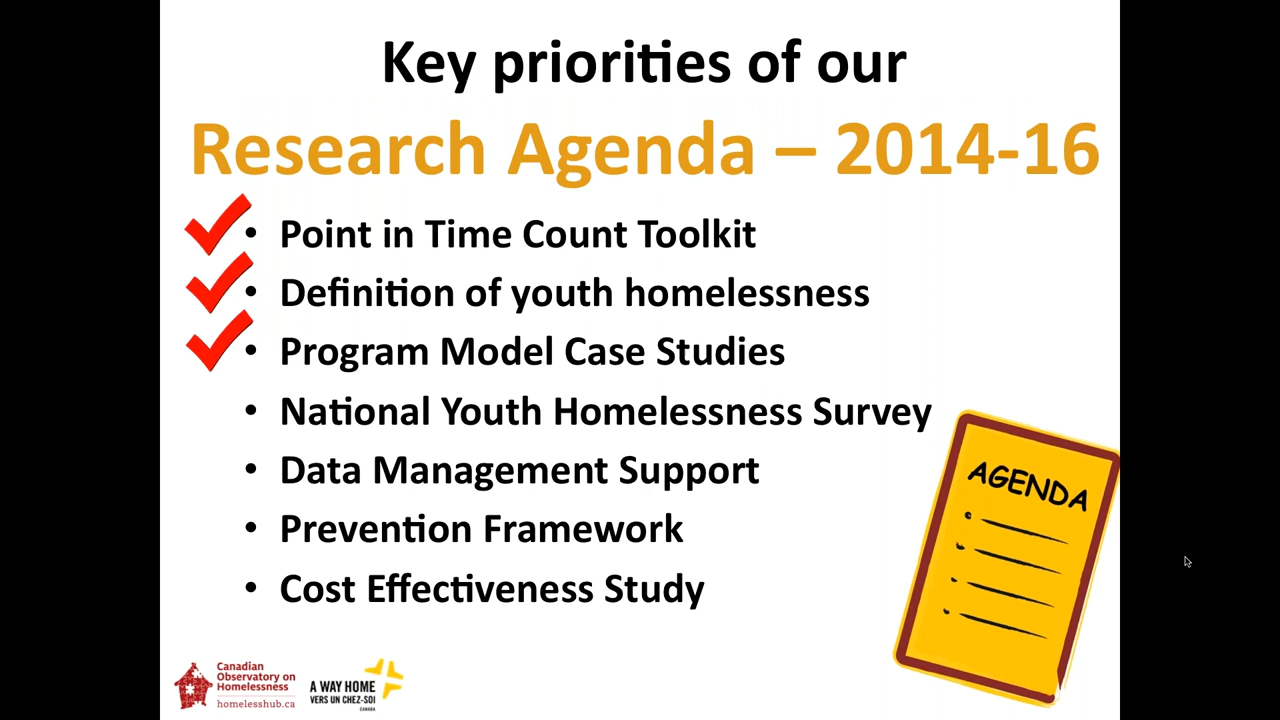 Key priorities of our
Research Agenda – 2014-16
• Point in Time Count Toolkit
• Definition of youth homelessness
• Program Model Case Studies
• National Youth Homelessness Survey
• Data Management Support
• Prevention Framework
• Cost Effectiveness Study
AGENDA
Canadian
Observatory on
Homelessness
homelesshub.ca
A WAY HOME
VERS UN CHEZ-SOI
CANADA